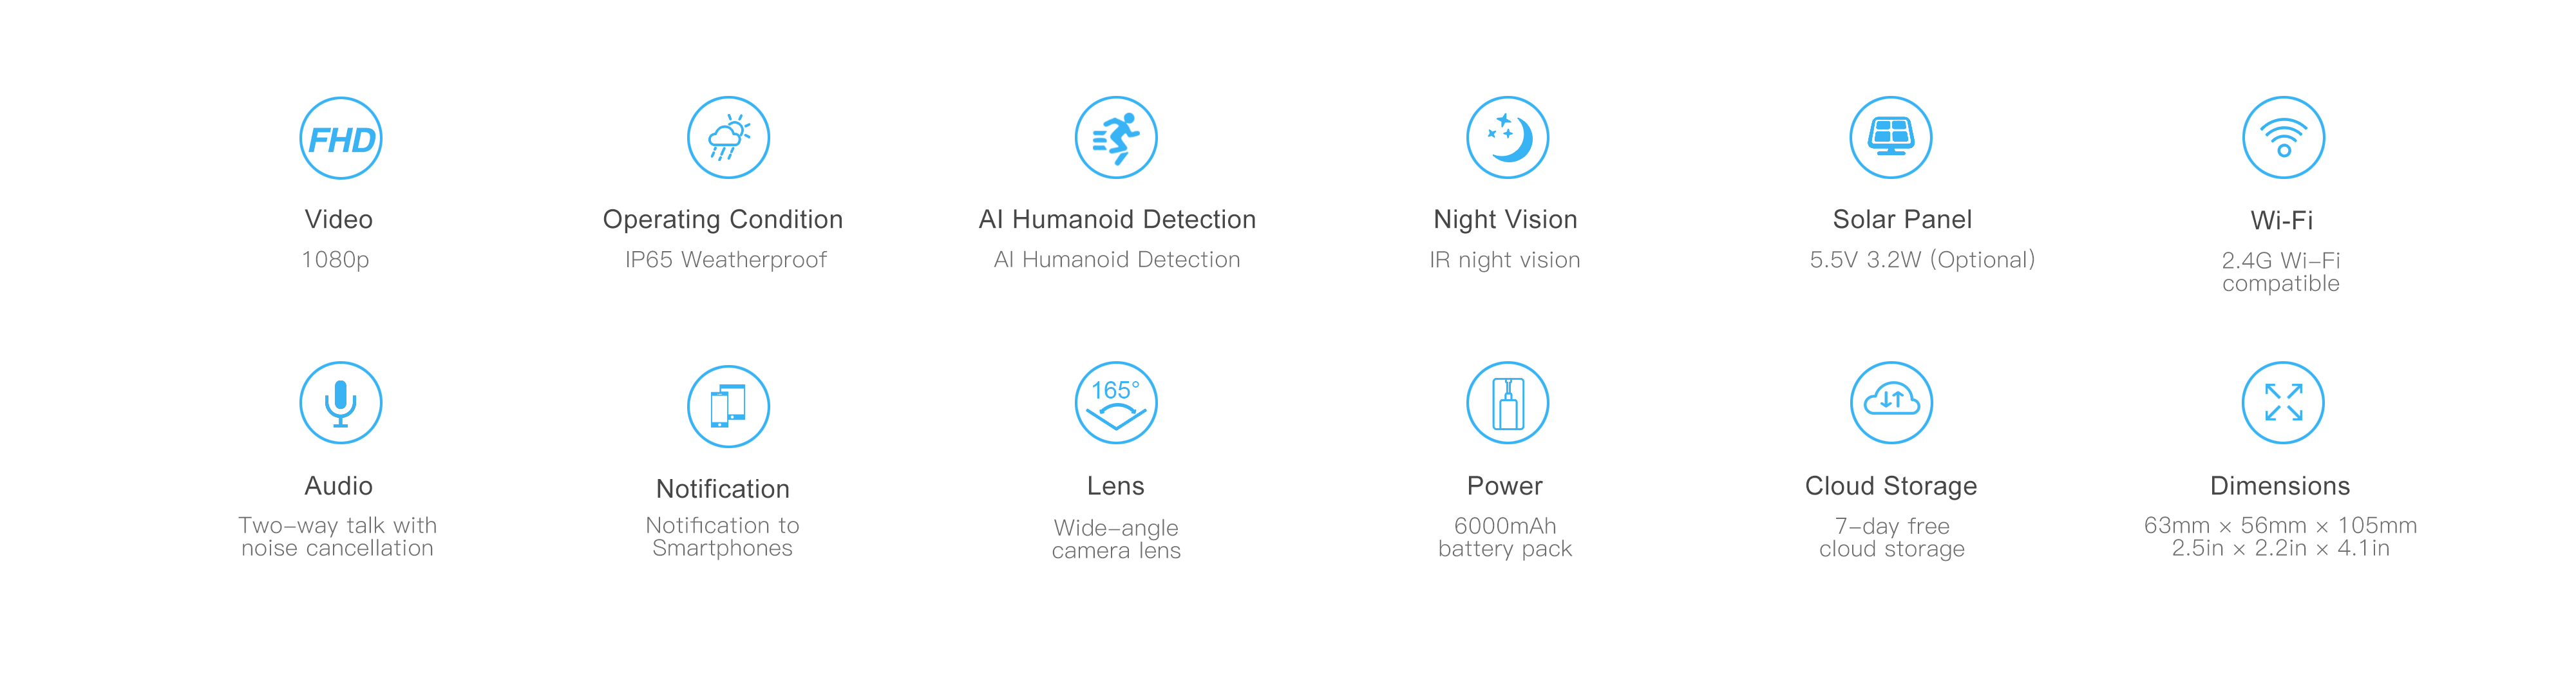 FHD
Video
1080p
Operating Condition
IP65 Weatherproof
AI Humanoid Detection
AI Humanoid Detection
Night Vision
IR night vision
Solar Panel
5.5V 3.2W (Optional)
Wi-Fi
2.4G Wi-Fi
compatible
Audio
Two-way talk with
noise cancellation
Notification
Notification to
Smartphones
165°
Lens
Wide-angle
camera lens
Power
6000mAh
battery pack
Cloud Storage
7-day free
cloud storage
Dimensions
63mm × 56mm × 105mm
2.5in × 2.2in × 4.1in